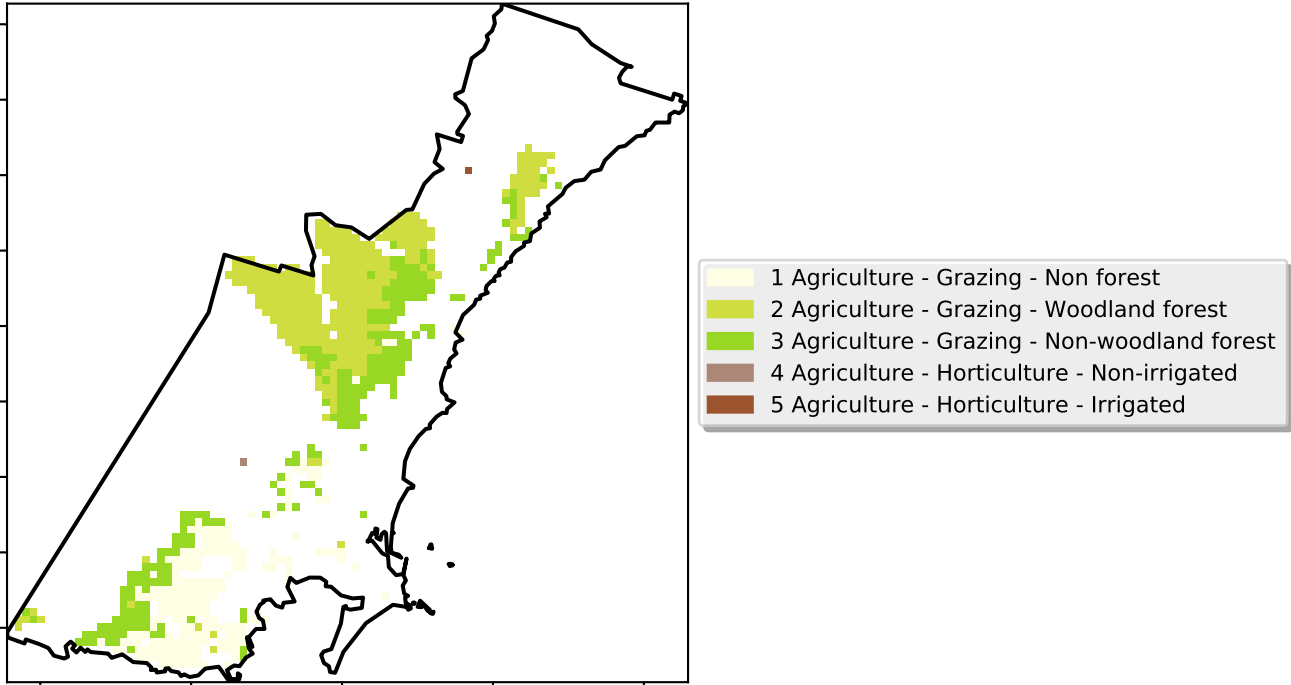 1 Agriculture - Grazing - Non forest
2 Agriculture - Grazing - Woodland forest
3 Agriculture - Grazing - Non-woodland forest
4 Agriculture - Horticulture - Non-irrigated
5 Agriculture - Horticulture - Irrigated